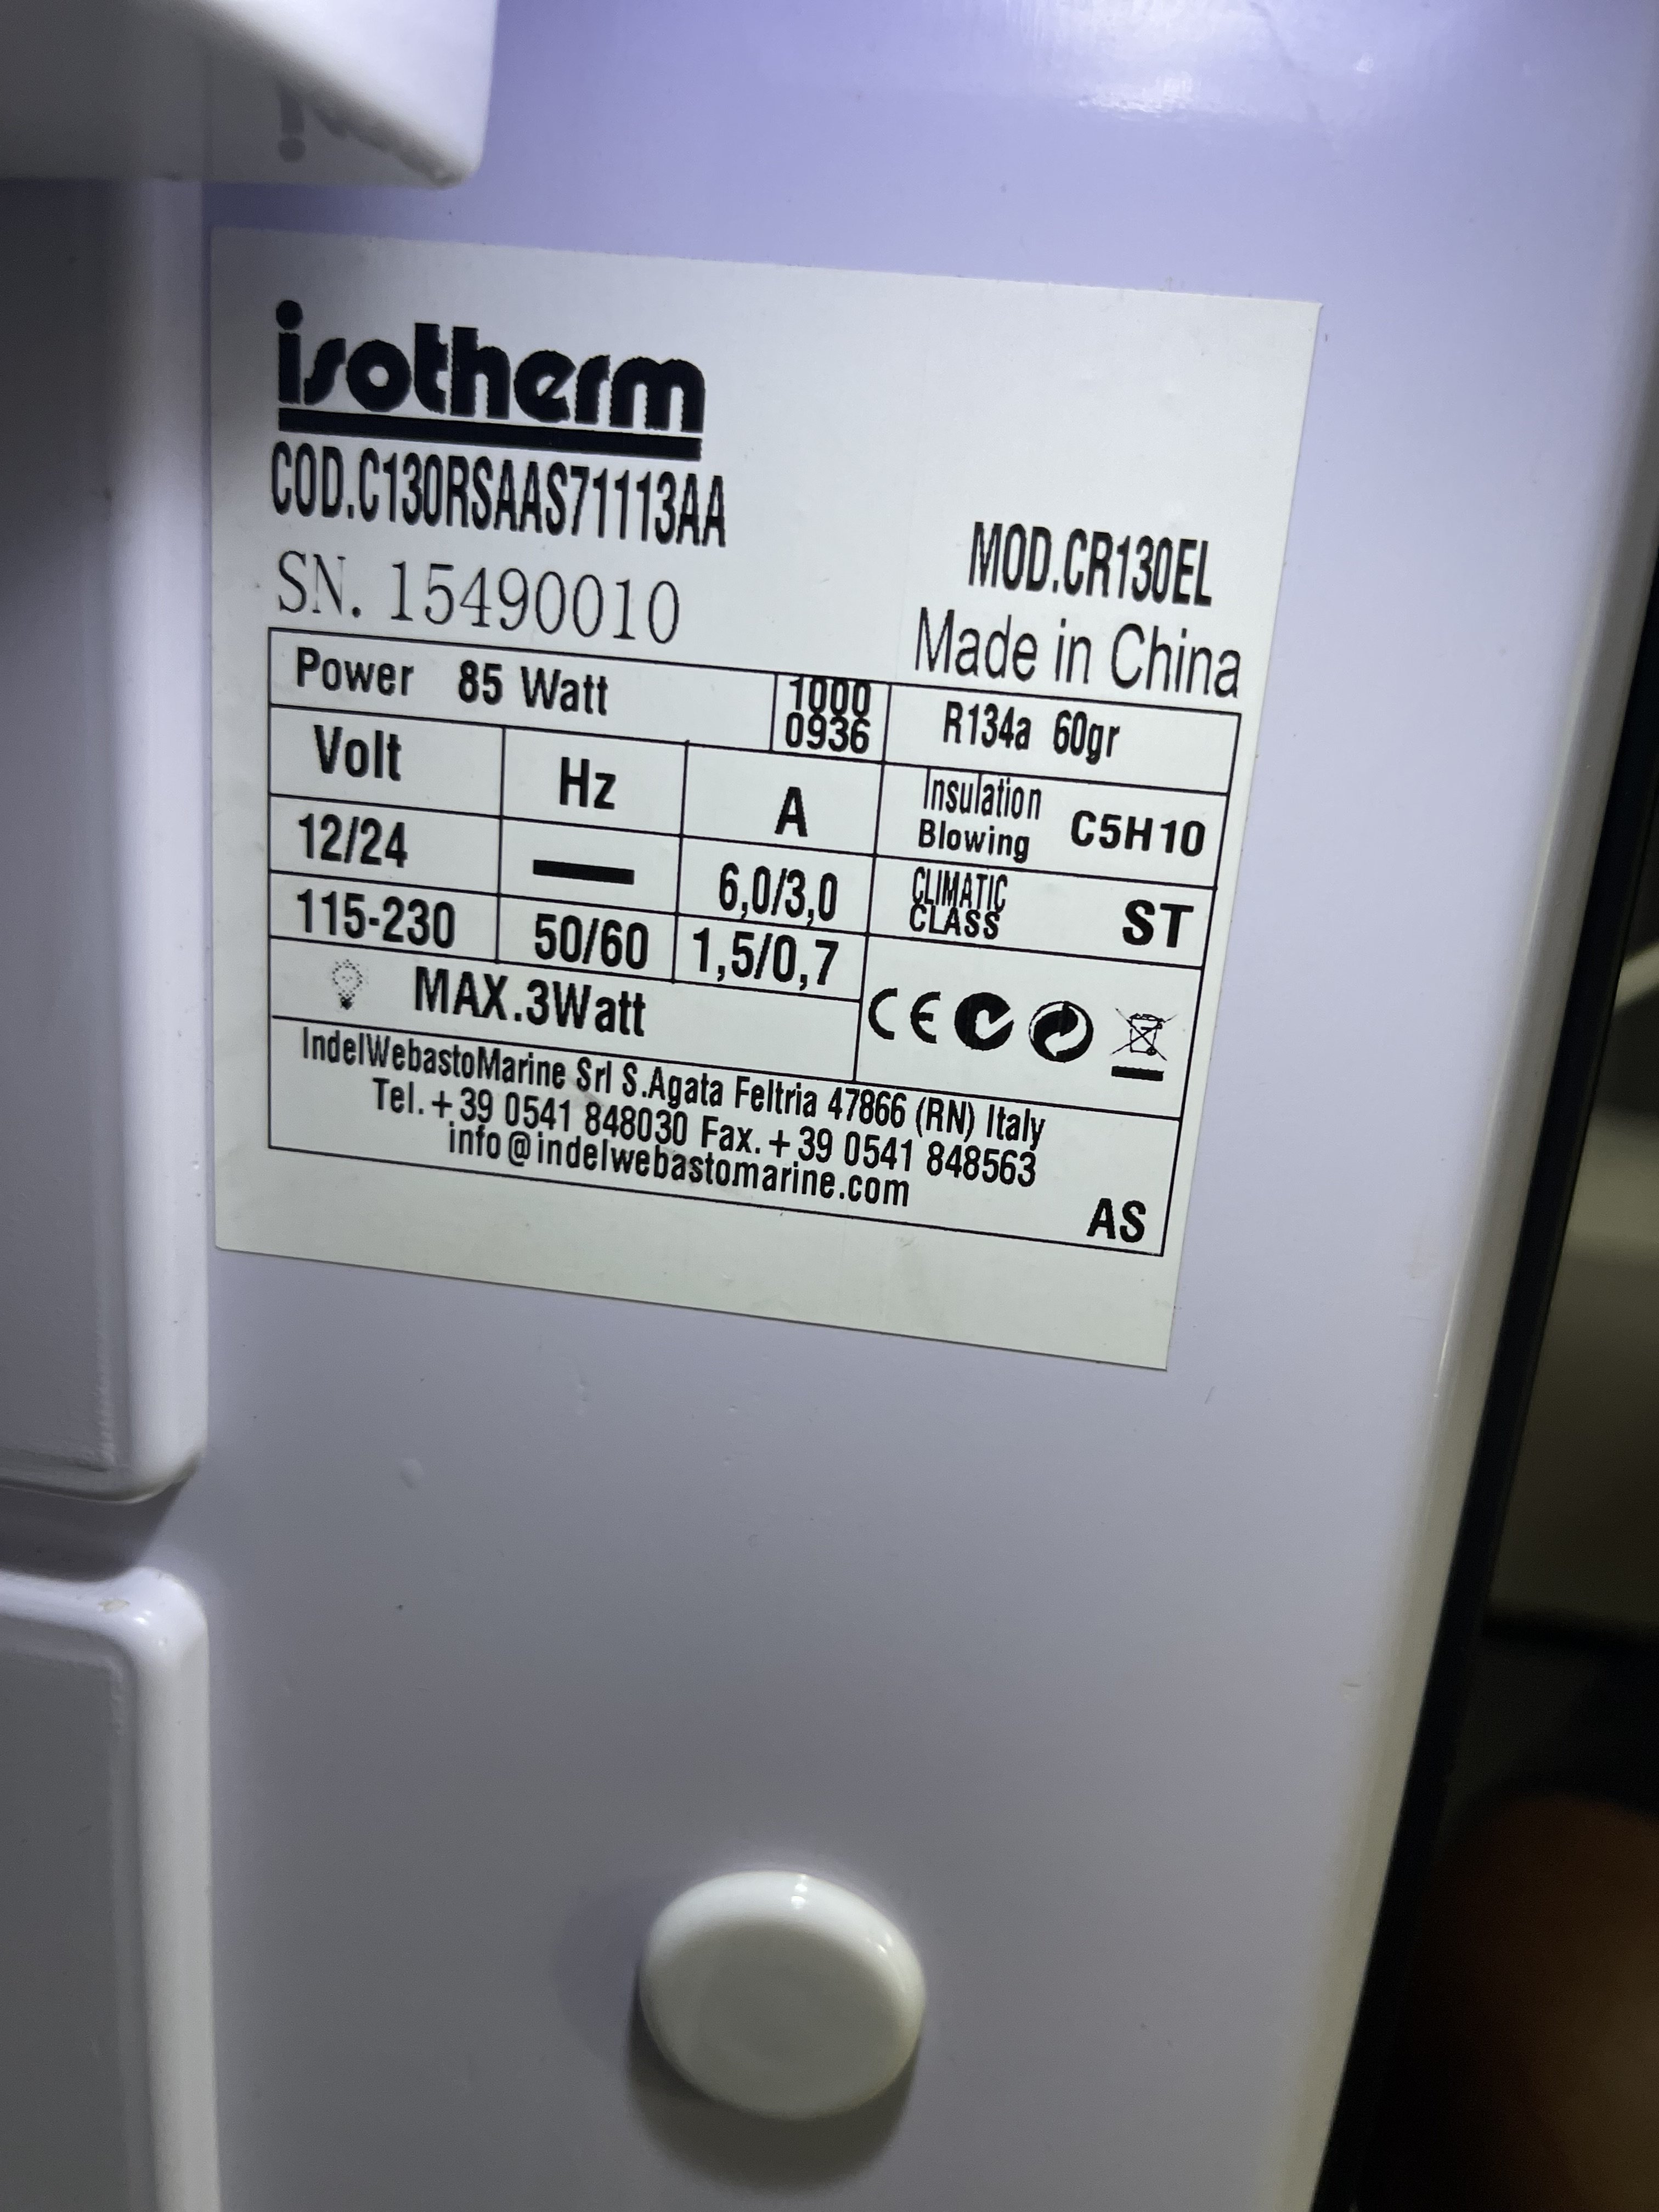 isotherm
COD.C130RSAAS71113AA
MOD.CR130EL
SN. 15490010
Made in China
Power 85 Watt
1000
0936
R134a 60gr
Volt Hz A
Insulation
Blowing C5H10
12/24 — 6,0/3,0
CLIMATIC
CLASS ST
115-230 50/60 1,5/0,7
MAX.3Watt
CE
IndelWebastoMarine Srl S.Agata Feltria 47866 (RN) Italy
Tel.+39 0541 848030 Fax.+39 0541 848563
info@indelwebastomarine.com
AS